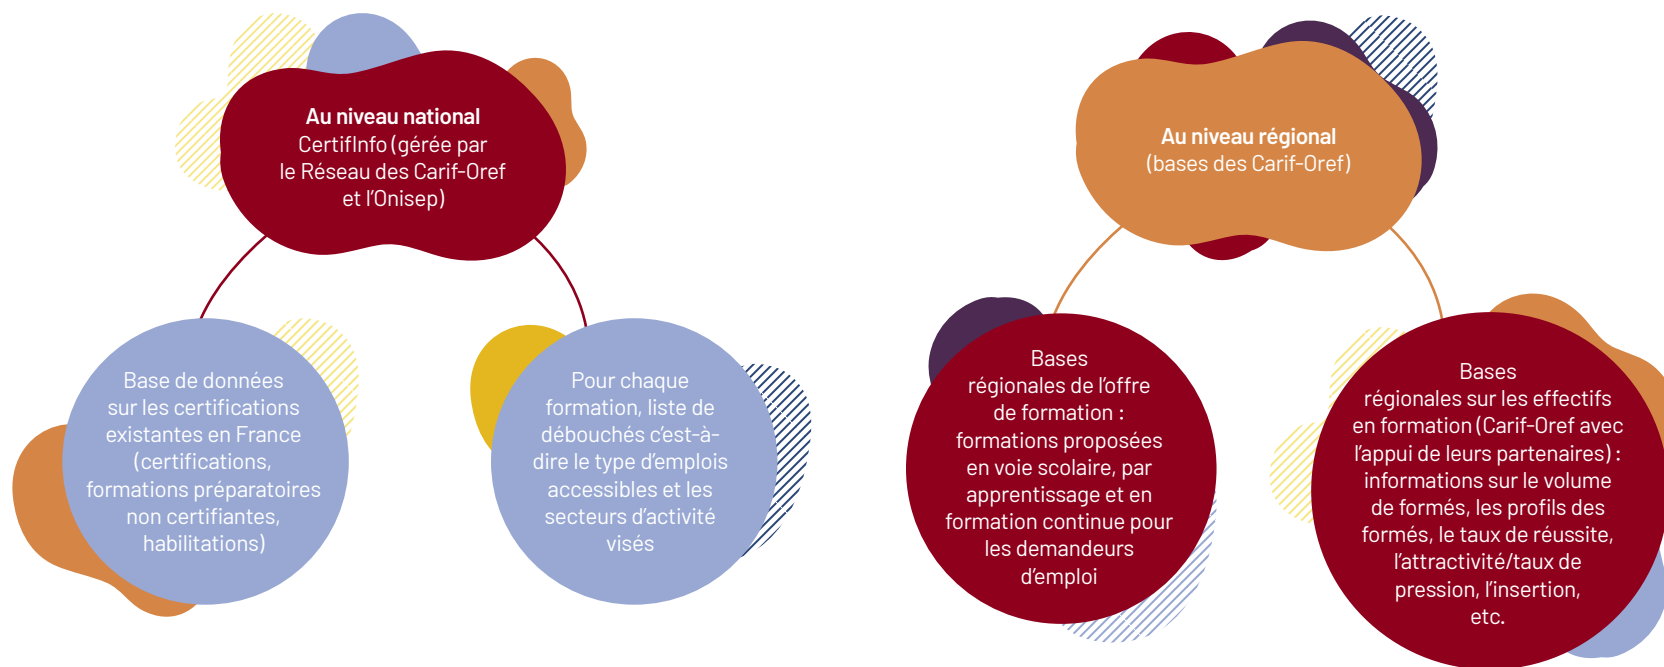 Au niveau national
CertifInfo (gérée par
le Réseau des Carif-Oref
et l'Onisep)
Base de données
sur les certifications
existantes en France
(certifications,
formations préparatoires
non certifiantes,
habilitations)
Pour chaque
formation, liste de
débouchés c'est-à-
dire le type d'emplois
accessibles et les
secteurs d'activité
visés
Au niveau régional
(bases des Carif-Oref)
Bases
régionales de l'offre
de formation :
formations proposées
en voie scolaire, par
apprentissage et en
formation continue pour
les demandeurs
d'emploi
Bases
régionales sur les effectifs
en formation (Carif-Oref avec
l'appui de leurs partenaires) :
informations sur le volume
de formés, les profils des
formés, le taux de réussite,
l'attractivité/taux de
pression, l'insertion,
etc.